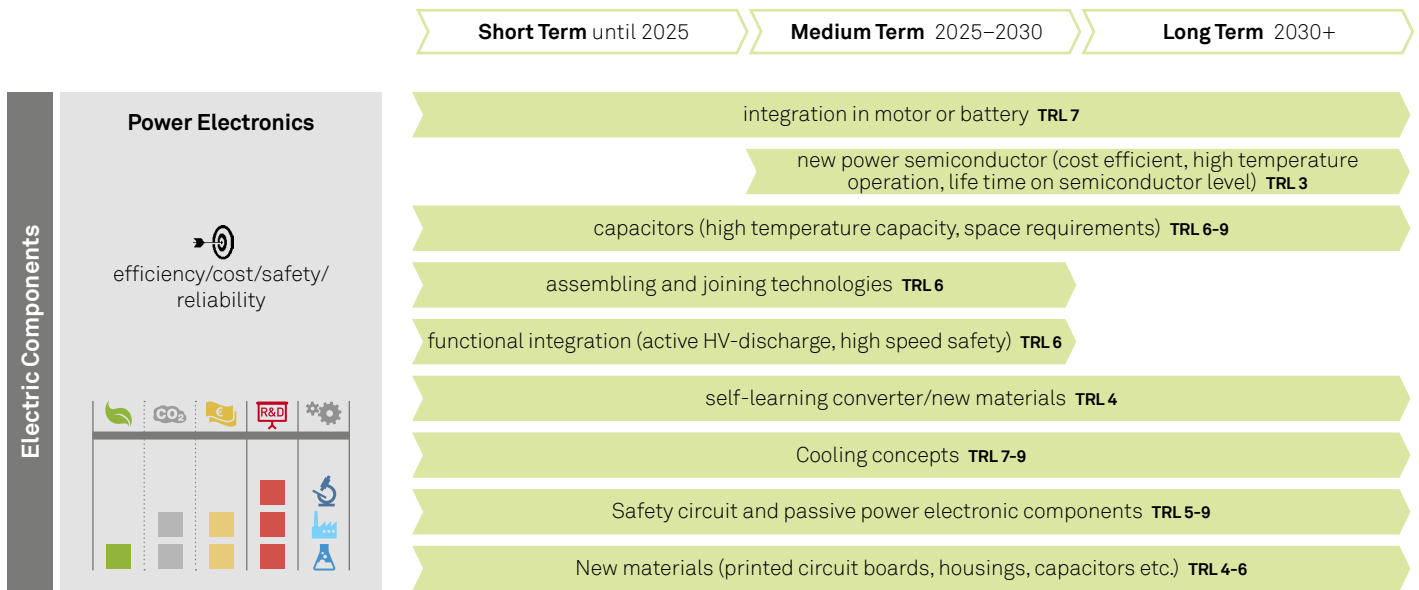 Short Term until 2025
Medium Term 2025–2030
Long Term 2030+
Electric Components
Power Electronics
efficiency/cost/safety/
reliability
CO₂
€
R&D
integration in motor or battery TRL 7
new power semiconductor (cost efficient, high temperature
operation, life time on semiconductor level) TRL 3
capacitors (high temperature capacity, space requirements) TRL 6-9
assembling and joining technologies TRL 6
functional integration (active HV-discharge, high speed safety) TRL 6
self-learning converter/new materials TRL 4
Cooling concepts TRL 7-9
Safety circuit and passive power electronic components TRL 5-9
New materials (printed circuit boards, housings, capacitors etc.) TRL 4-6